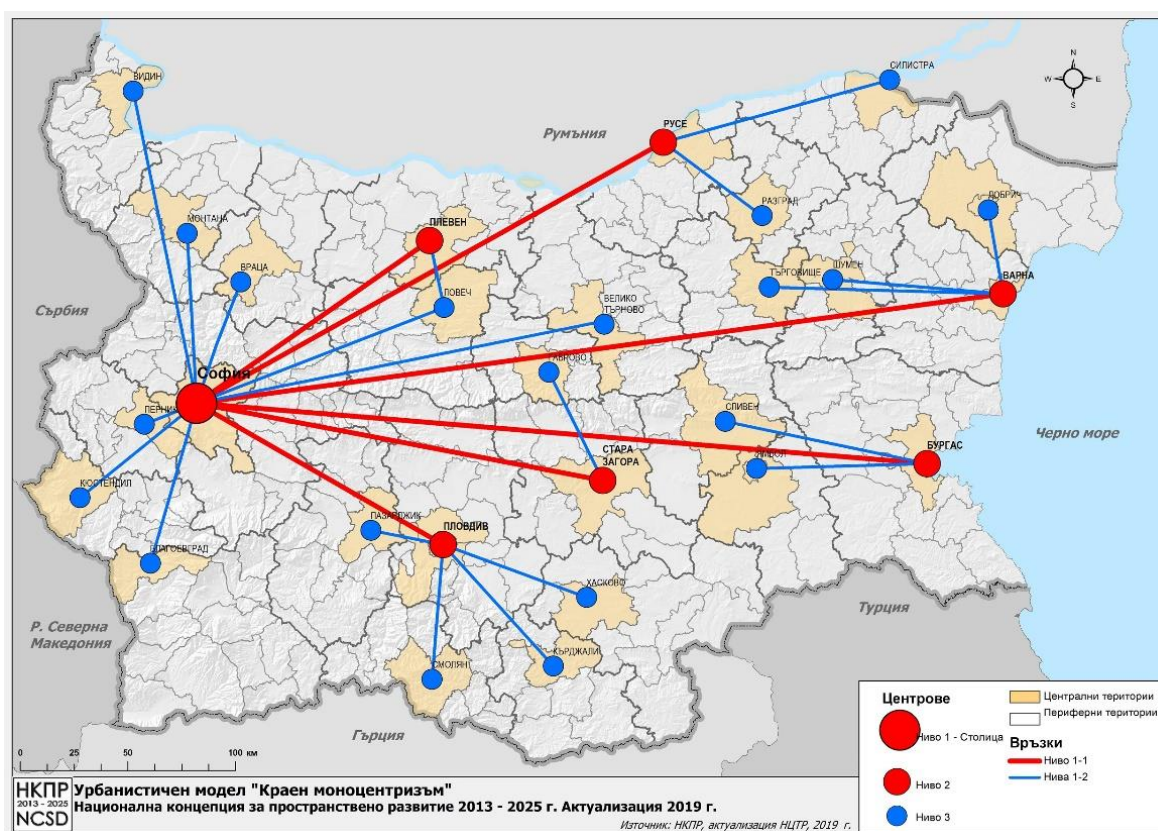 ВИДИН
СИЛИСТРА
N
W E
S
Румъния
РУСЕ
РАЗГРАД
ДОБРИЧ
МОНТАНА
ПЛЕВЕН
ВРАЦА
ТЪРГОВИЩЕ
ШУМЕН
ВАРНА
ЛОВЕЧ
ВЕЛИКО
ТЪРНОВО
Сърбия
София
ГАБРОВО
ПЕРНИК
СЛИВЕН
Черно море
БУРГАС
СТАРА
ЗАГОРА
ЯМБОЛ
КЮСТЕНДИЛ
ПАЗАРДЖИК
ПЛОВДИВ
БЛАГОЕВГРАД
ХАСКОВО
Турция
Р. Северна
Македония
СМОЛЯН
КЪРДЖАЛИ
Гърция
0 25 50 100 км
Центрове
Ниво 1 - Столица
Ниво 2
Ниво 3
Централни територии
Периферни територии
Връзки
Ниво 1-1
Нива 1-2
НКПР
2013 - 2025
NCSD
Урбанистичен модел "Краен моноцентризъм"
Национална концепция за пространствено развитие 2013 - 2025 г. Актуализация 2019 г.
Източник: НКПР, актуализация НЦТР, 2019 г.